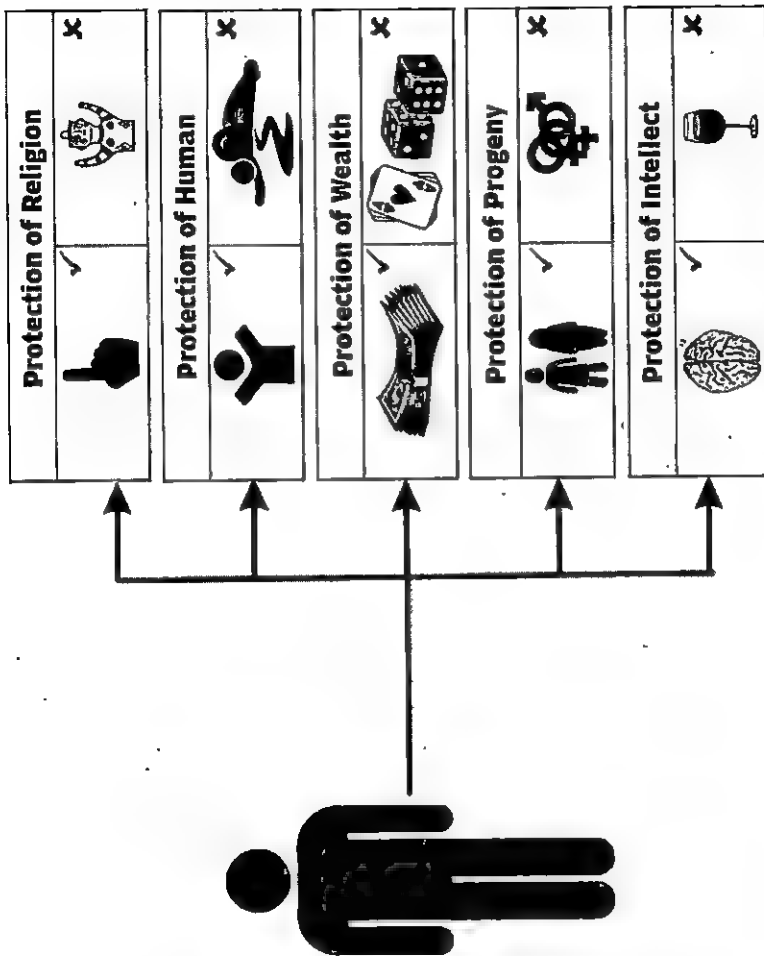 Protection of Religion
✓ ✗
Protection of Human
✓ ✗
Protection of Wealth
✓ ✗
Protection of Progeny
✓ ✗
Protection of Intellect
✓ ✗